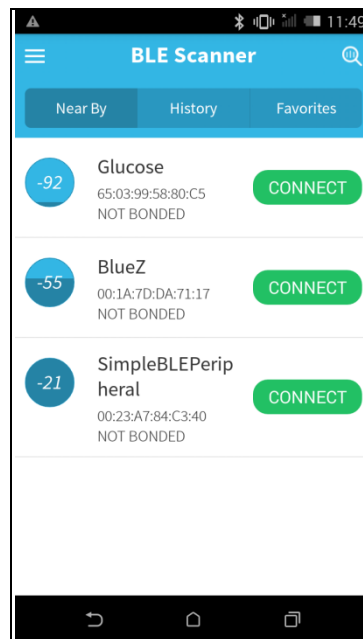 11:49
BLE Scanner
Near By History Favorites
-92
Glucose
65:03:99:58:80:C5
NOT BONDED
CONNECT
-55
BlueZ
00:1A:7D:DA:71:17
NOT BONDED
CONNECT
-21
SimpleBLEPerip
heral
00:23:A7:84:C3:40
NOT BONDED
CONNECT